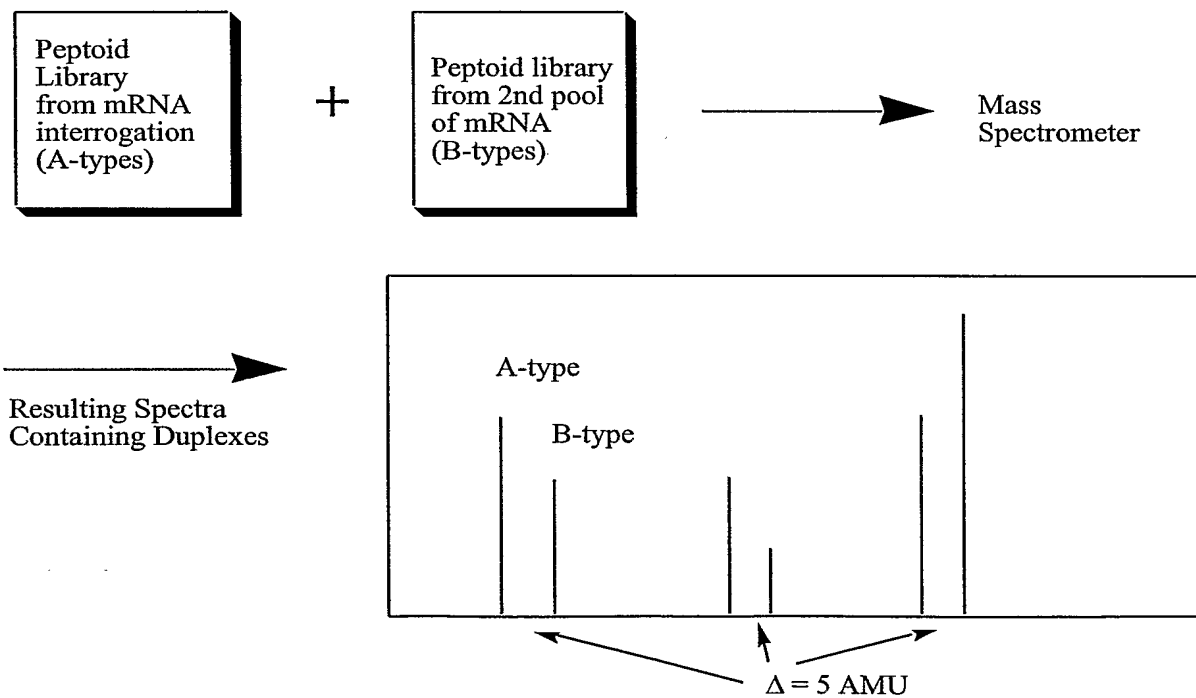 Peptoid
Library
from mRNA
interrogation
(A-types)
+
Peptoid library
from 2nd pool
of mRNA
(B-types)
Mass
Spectrometer
Resulting Spectra
Containing Duplexes
A-type
B-type
Δ = 5 AMU